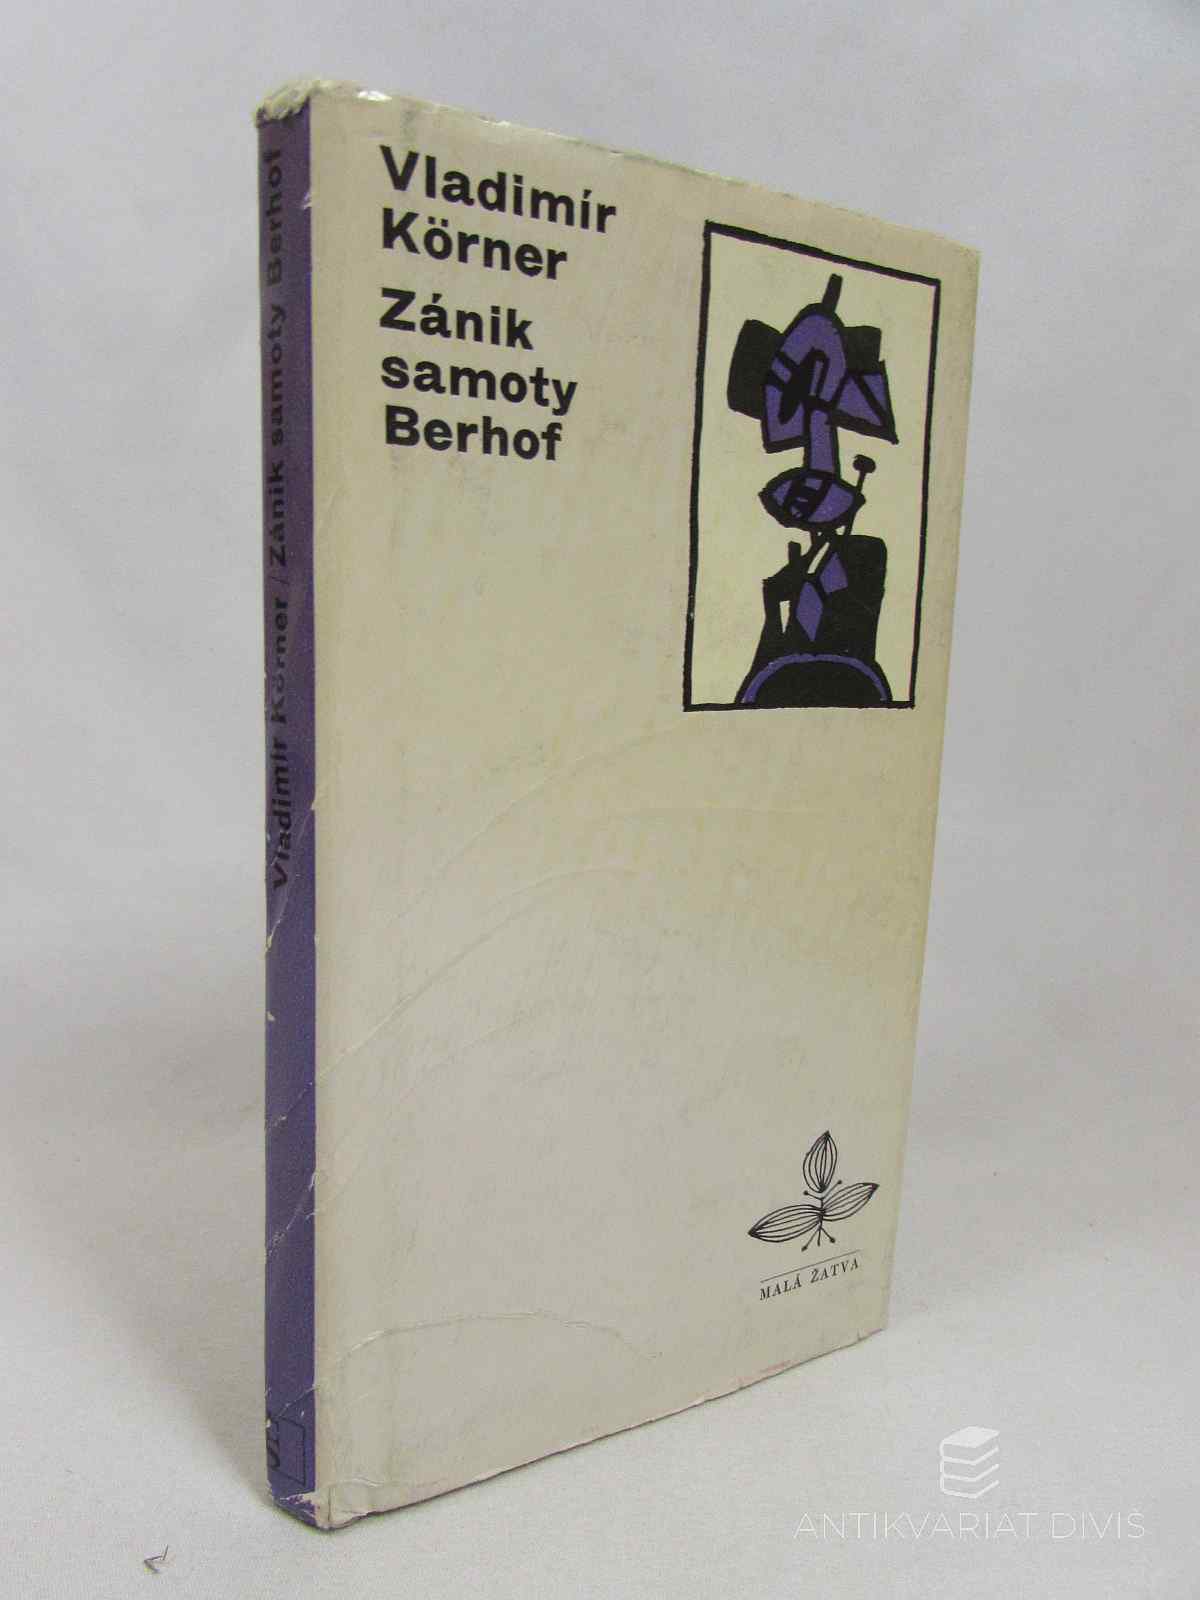 Vladimír
Körner
Zánik
samoty
Berhof
Vladimír Körner / Zánik samoty Berhof
MALÁ ŽATVA
ANTIKVARIAT DIVIŠ